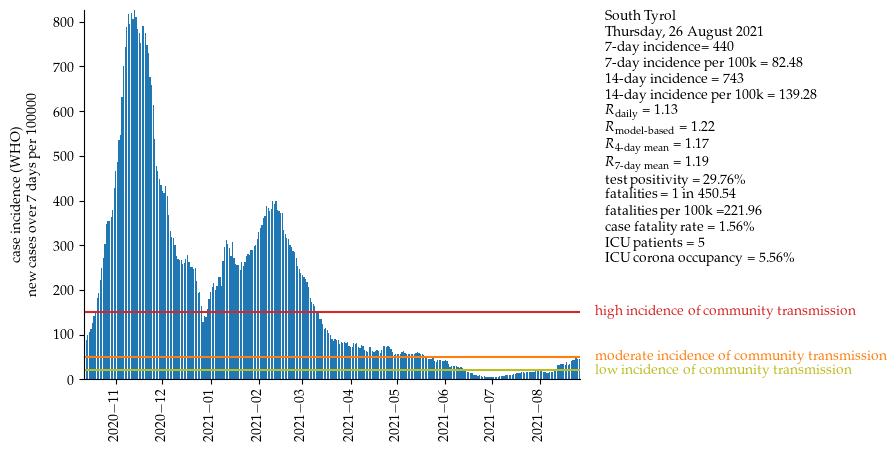 South Tyrol
Thursday, 26 August 2021
7-day incidence= 440
7-day incidence per 100k = 82.48
14-day incidence = 743
14-day incidence per 100k = 139.28
R daily = 1.13
R model-based = 1.22
R 4-day mean = 1.17
R 7-day mean = 1.19
test positivity = 29.76%
fatalities = 1 in 450.54
fatalities per 100k =221.96
case fatality rate = 1.56%
ICU patients = 5
ICU corona occupancy = 5.56%
case incidence (WHO)
new cases over 7 days per 100000
800
700
600
500
400
300
200
100
0
high incidence of community transmission
moderate incidence of community transmission
low incidence of community transmission
2020−11
2020−12
2021−01
2021−02
2021−03
2021−04
2021−05
2021−06
2021−07
2021−08